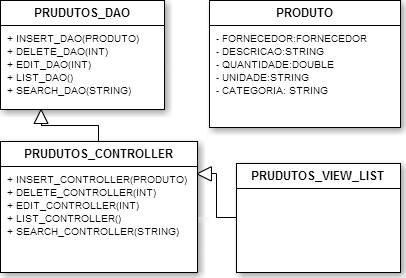 PRUDUTOS_DAO
+ INSERT_DAO(PRODUTO)
+ DELETE_DAO(INT)
+ EDIT_DAO(INT)
+ LIST_DAO()
+ SEARCH_DAO(STRING)
PRODUTO
- FORNECEDOR:FORNECEDOR
- DESCRICAO:STRING
- QUANTIDADE:DOUBLE
- UNIDADE:STRING
- CATEGORIA: STRING
PRUDUTOS_CONTROLLER
+ INSERT_CONTROLLER(PRODUTO)
+ DELETE_CONTROLLER(INT)
+ EDIT_CONTROLLER(INT)
+ LIST_CONTROLLER()
+ SEARCH_CONTROLLER(STRING)
PRUDUTOS_VIEW_LIST